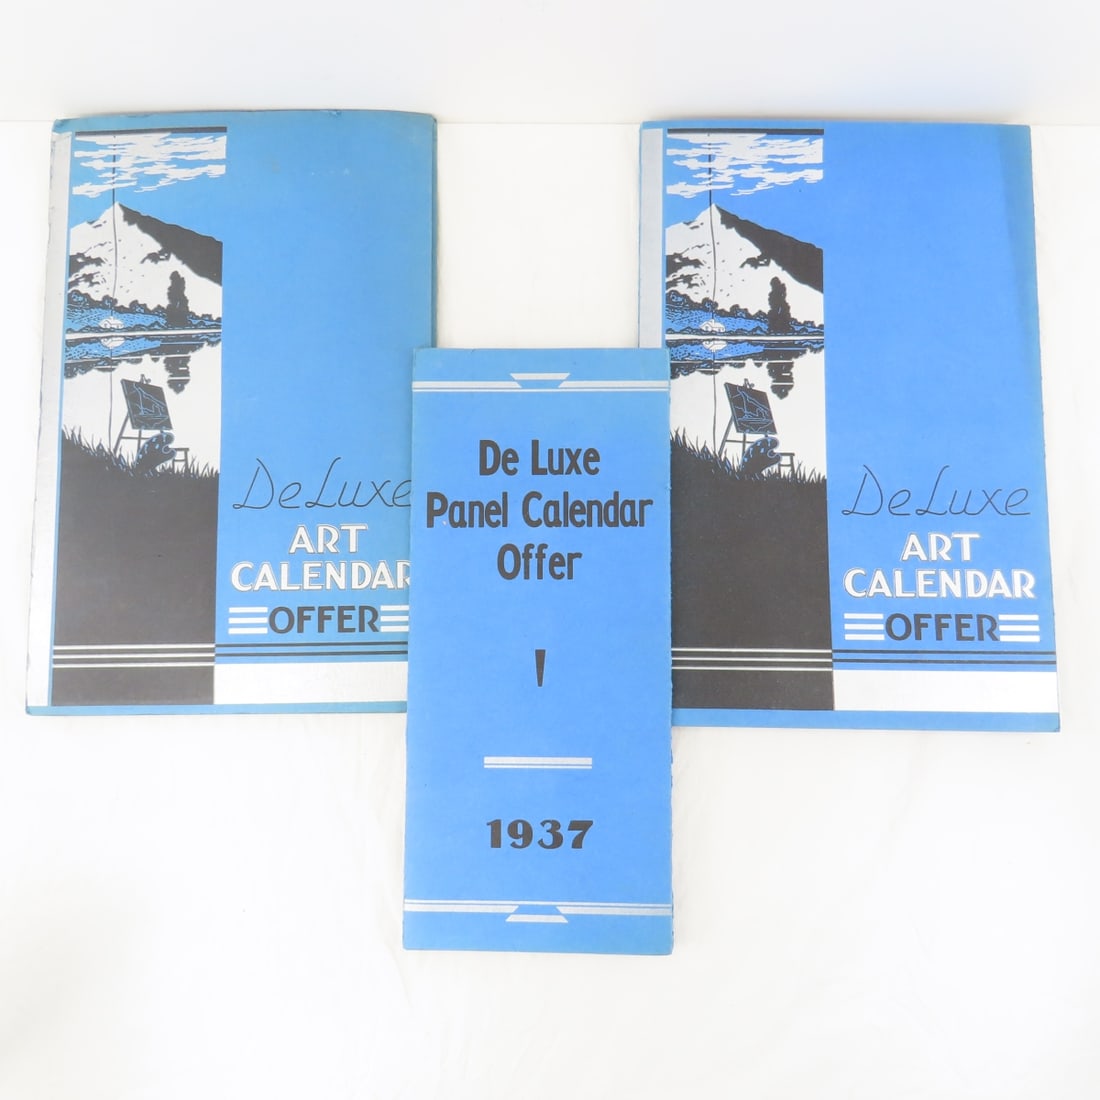 De Luxe
ART
CALENDAR
OFFER
De Luxe
Panel Calendar
Offer
1937
De Luxe
ART
CALENDAR
OFFER